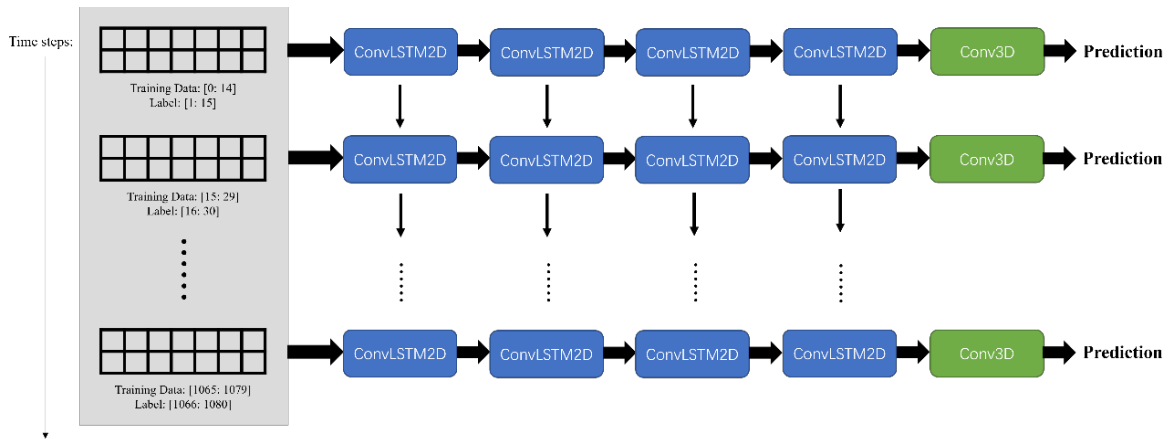 Time steps:
ConvLSTM2D ConvLSTM2D ConvLSTM2D ConvLSTM2D Conv3D Prediction
Training Data: [0: 14]
Label: [1: 15]
ConvLSTM2D ConvLSTM2D ConvLSTM2D ConvLSTM2D Conv3D Prediction
Training Data: [15: 29]
Label: [16: 30]
ConvLSTM2D ConvLSTM2D ConvLSTM2D ConvLSTM2D Conv3D Prediction
Training Data: [1065: 1079]
Label: [1066: 1080]